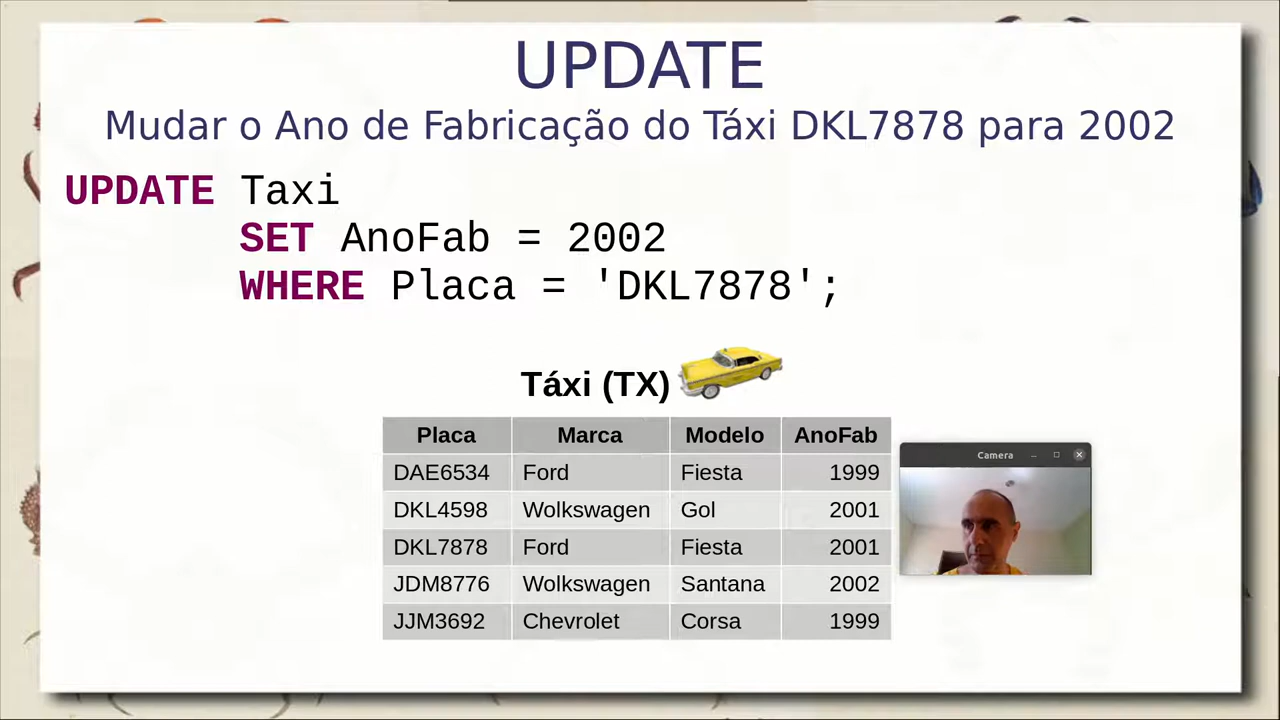 UPDATE
Mudar o Ano de Fabricação do Táxi DKL7878 para 2002
UPDATE Taxi
SET AnoFab = 2002
WHERE Placa = 'DKL7878';
Táxi (TX)
Placa Marca Modelo AnoFab
DAE6534 Ford Fiesta 1999
DKL4598 Wolkswagen Gol 2001
DKL7878 Ford Fiesta 2001
JDM8776 Wolkswagen Santana 2002
JJM3692 Chevrolet Corsa 1999
Camera